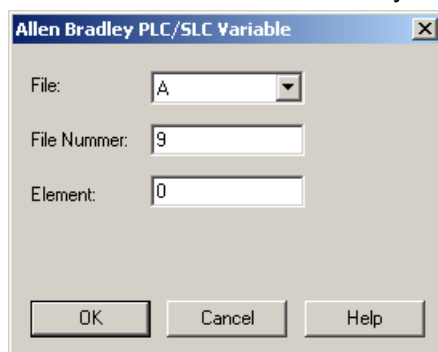 Allen Bradley PLC/SLC Variable
File: A
File Nummer: 9
Element: 0
OK Cancel Help